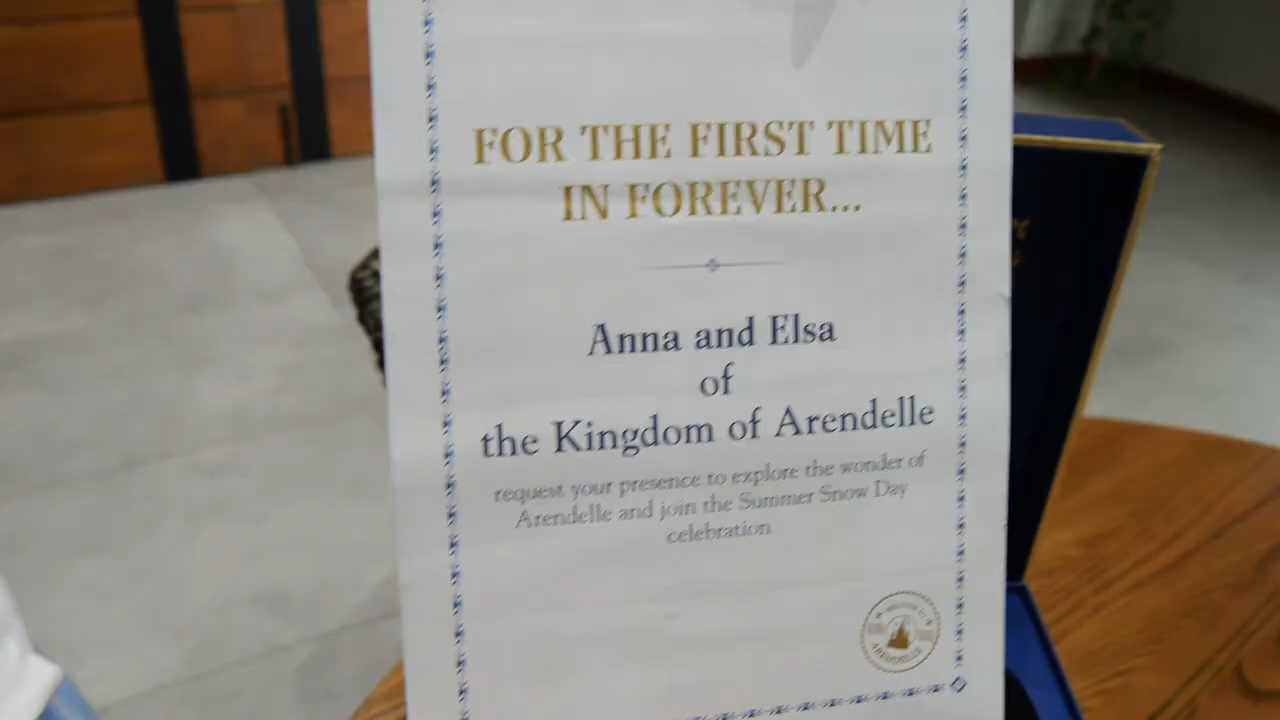 FOR THE FIRST TIME
IN FOREVER...
Anna and Elsa
of
the Kingdom of Arendelle
request your presence to explore the wonder of
Arendelle and join the Summer Snow Day
celebration
ARENDELLE